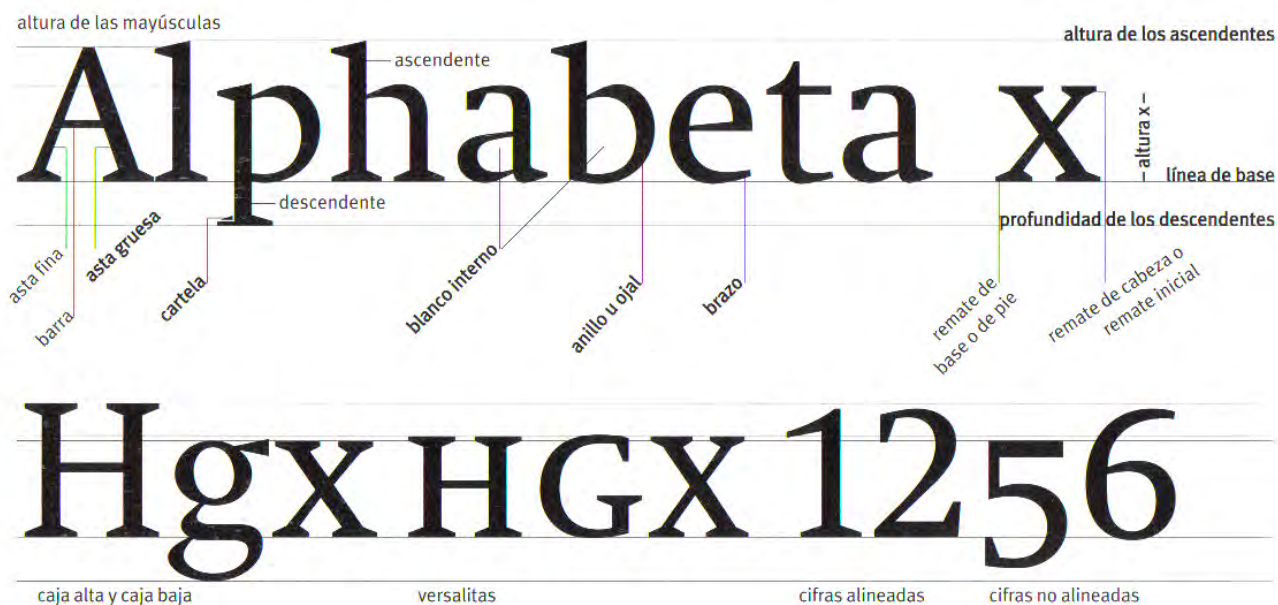 altura de las mayúsculas
altura de los ascendentes
Alphabeta x
ascendente
– altura x –
línea de base
descendente
profundidad de los descendentes
asta fina
barra
asta gruesa
cartela
blanco interno
anillo u ojal
brazo
remate de
base o de pie
remate de cabeza o
remate inicial
Hgx HGX 1256
caja alta y caja baja
versalitas
cifras alineadas
cifras no alineadas